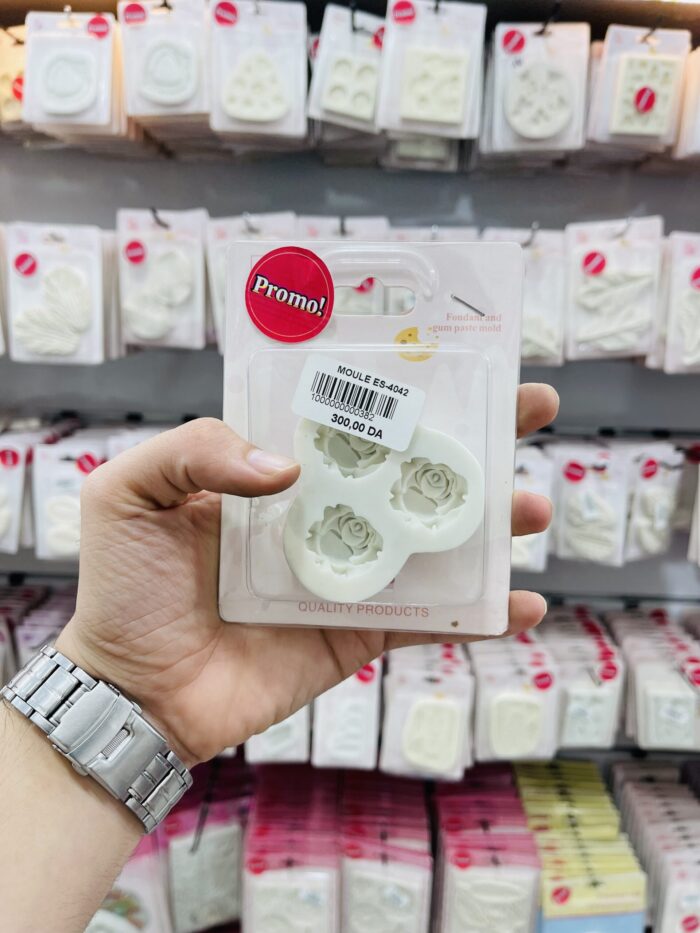 Promo!
Fondant and
gum paste mold
MOULE ES-4042
1000000000382
300,00 DA
QUALITY PRODUCTS